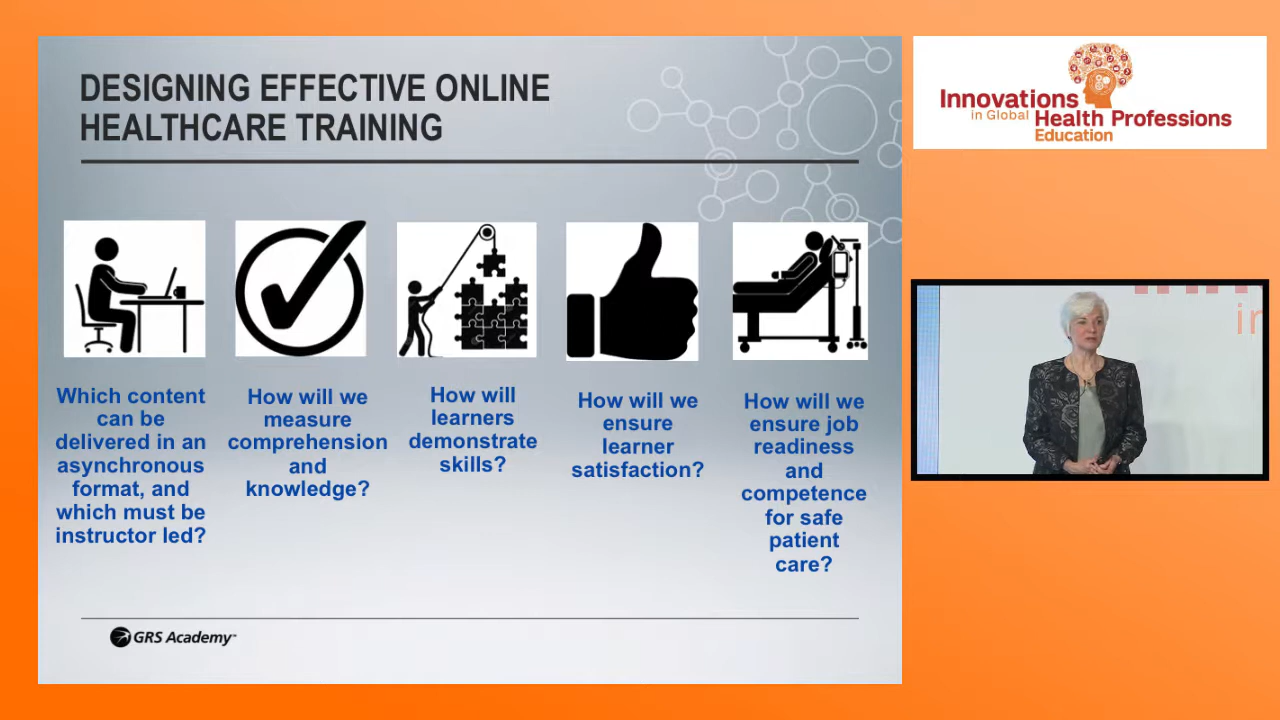 DESIGNING EFFECTIVE ONLINE
HEALTHCARE TRAINING
Which content
can be
delivered in an
asynchronous
format, and
which must be
instructor led?
How will we
measure
comprehension
and
knowledge?
How will
learners
demonstrate
skills?
How will we
ensure
learner
satisfaction?
How will we
ensure job
readiness
and
competence
for safe
patient
care?
GRS Academy™
Innovations
in Global Health Professions
Education
in